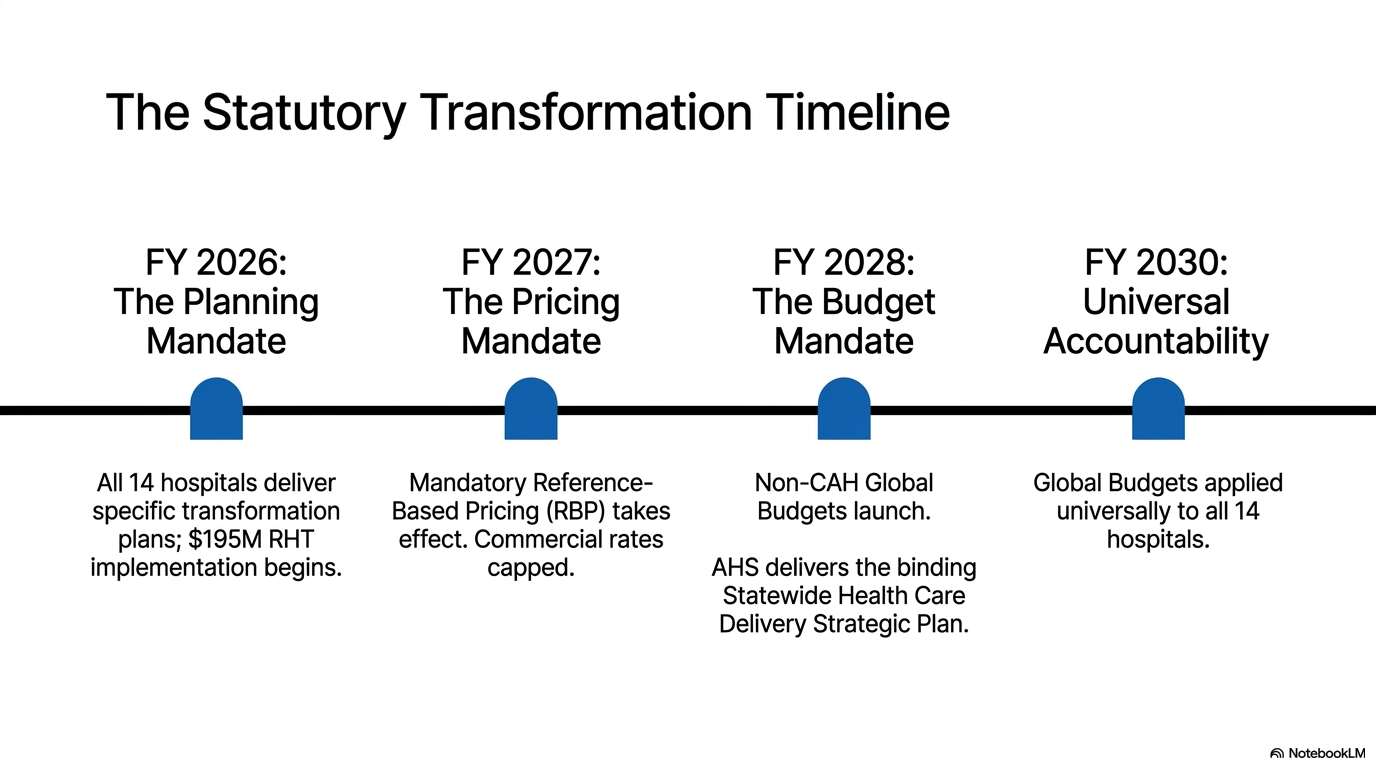 The Statutory Transformation Timeline
FY 2026:
The Planning
Mandate
All 14 hospitals deliver
specific transformation
plans; $195M RHT
implementation begins.
FY 2027:
The Pricing
Mandate
Mandatory Reference-
Based Pricing (RBP) takes
effect. Commercial rates
capped.
FY 2028:
The Budget
Mandate
Non-CAH Global
Budgets launch.
AHS delivers the binding
Statewide Health Care
Delivery Strategic Plan.
FY 2030:
Universal
Accountability
Global Budgets applied
universally to all 14
hospitals.
NotebookLM